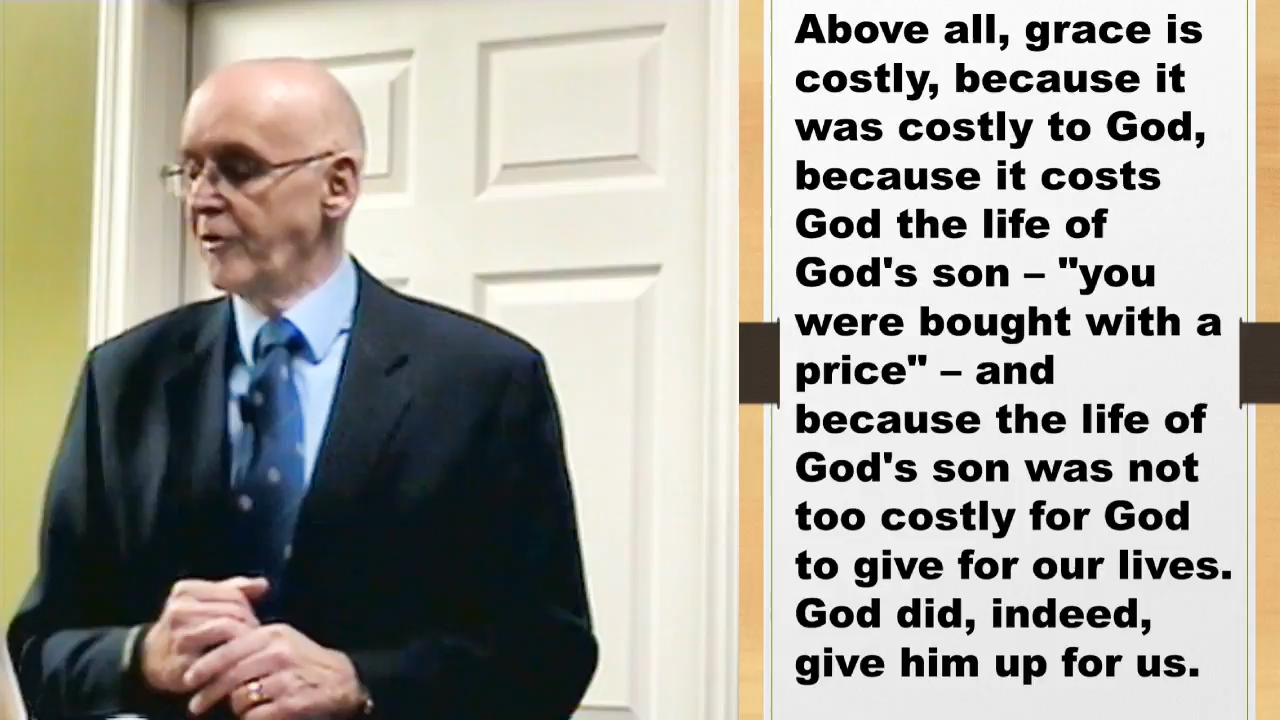 Above all, grace is
costly, because it
was costly to God,
because it costs
God the life of
God's son – "you
were bought with a
price" – and
because the life of
God's son was not
too costly for God
to give for our lives.
God did, indeed,
give him up for us.